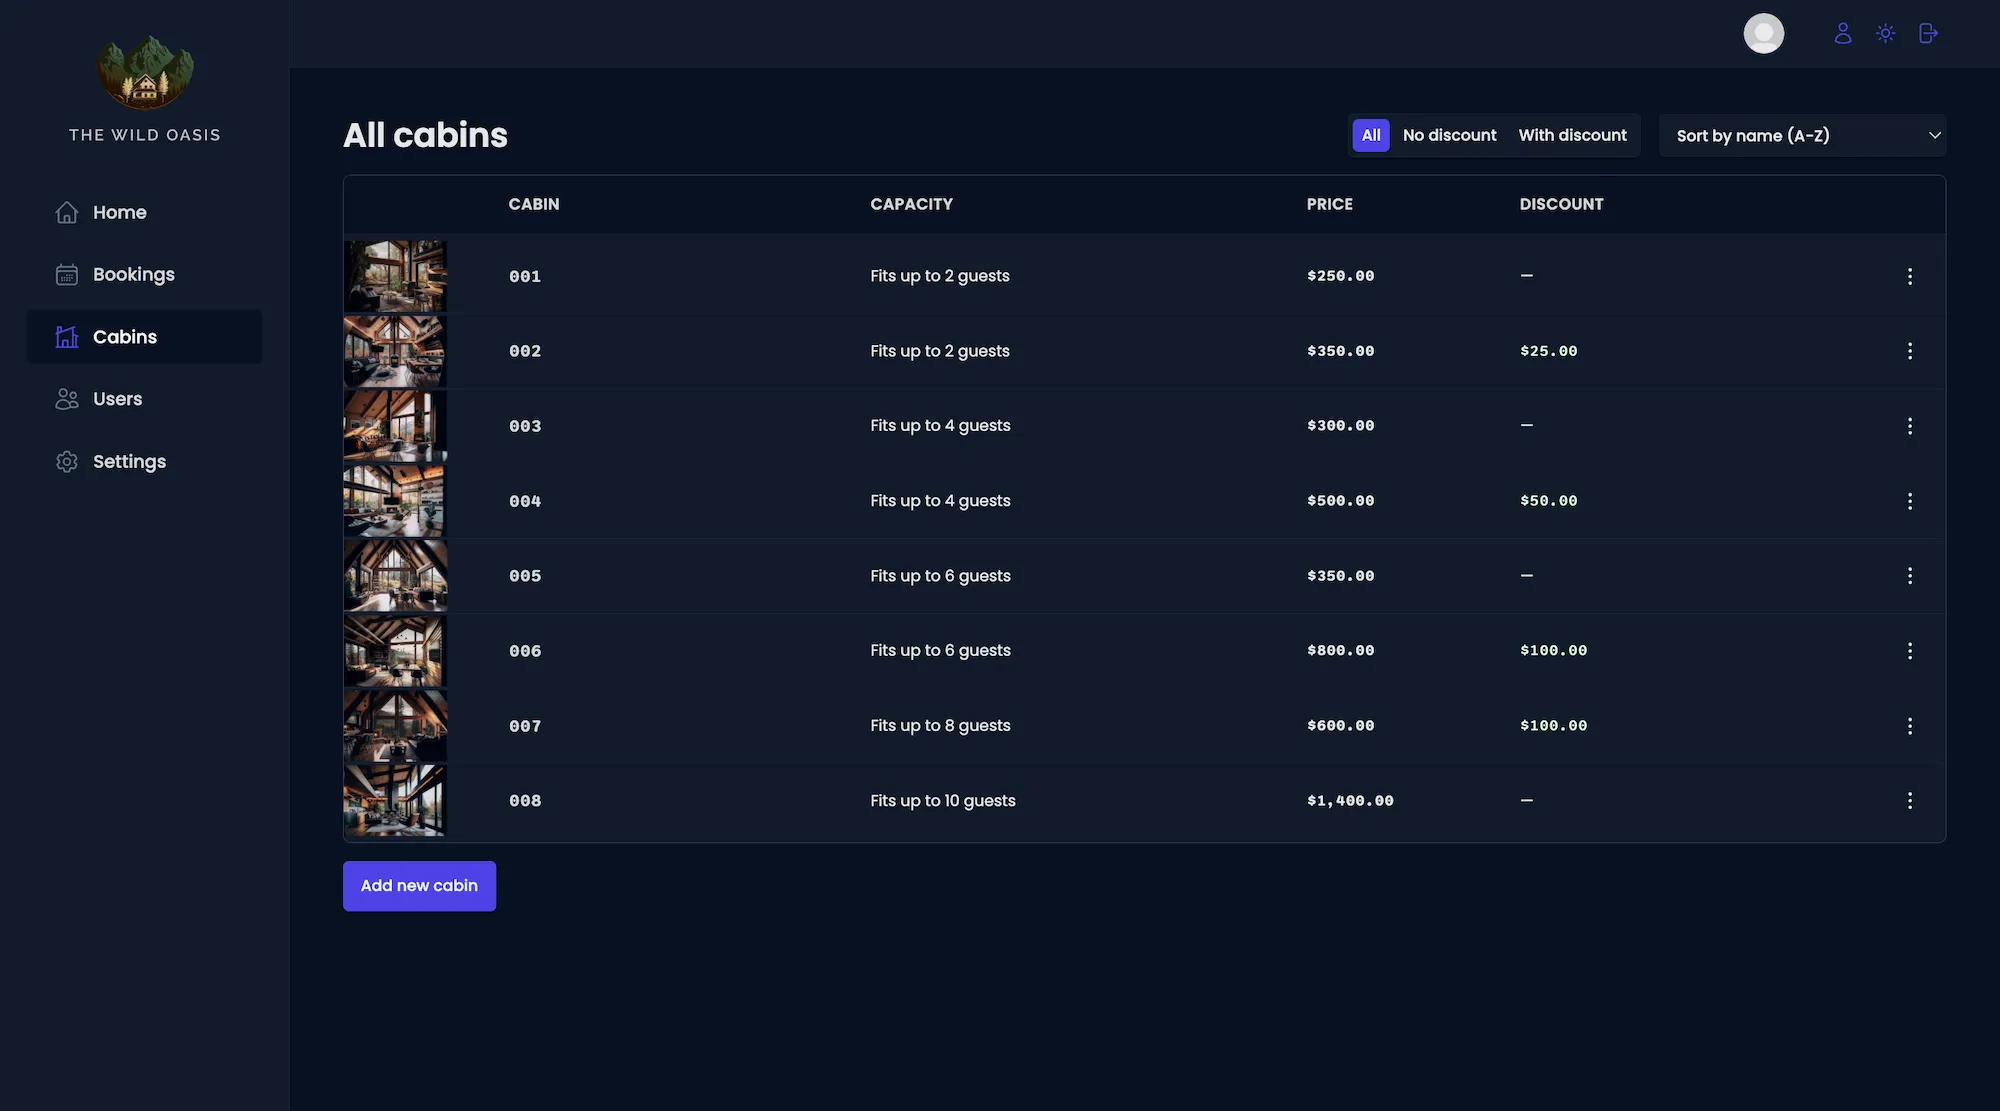 THE WILD OASIS
Home
Bookings
Cabins
Users
Settings
All cabins
All No discount With discount Sort by name (A-Z)
CABIN CAPACITY PRICE DISCOUNT
001 Fits up to 2 guests $250.00 —
002 Fits up to 2 guests $350.00 $25.00
003 Fits up to 4 guests $300.00 —
004 Fits up to 4 guests $500.00 $50.00
005 Fits up to 6 guests $350.00 —
006 Fits up to 6 guests $800.00 $100.00
007 Fits up to 8 guests $600.00 $100.00
008 Fits up to 10 guests $1,400.00 —
Add new cabin